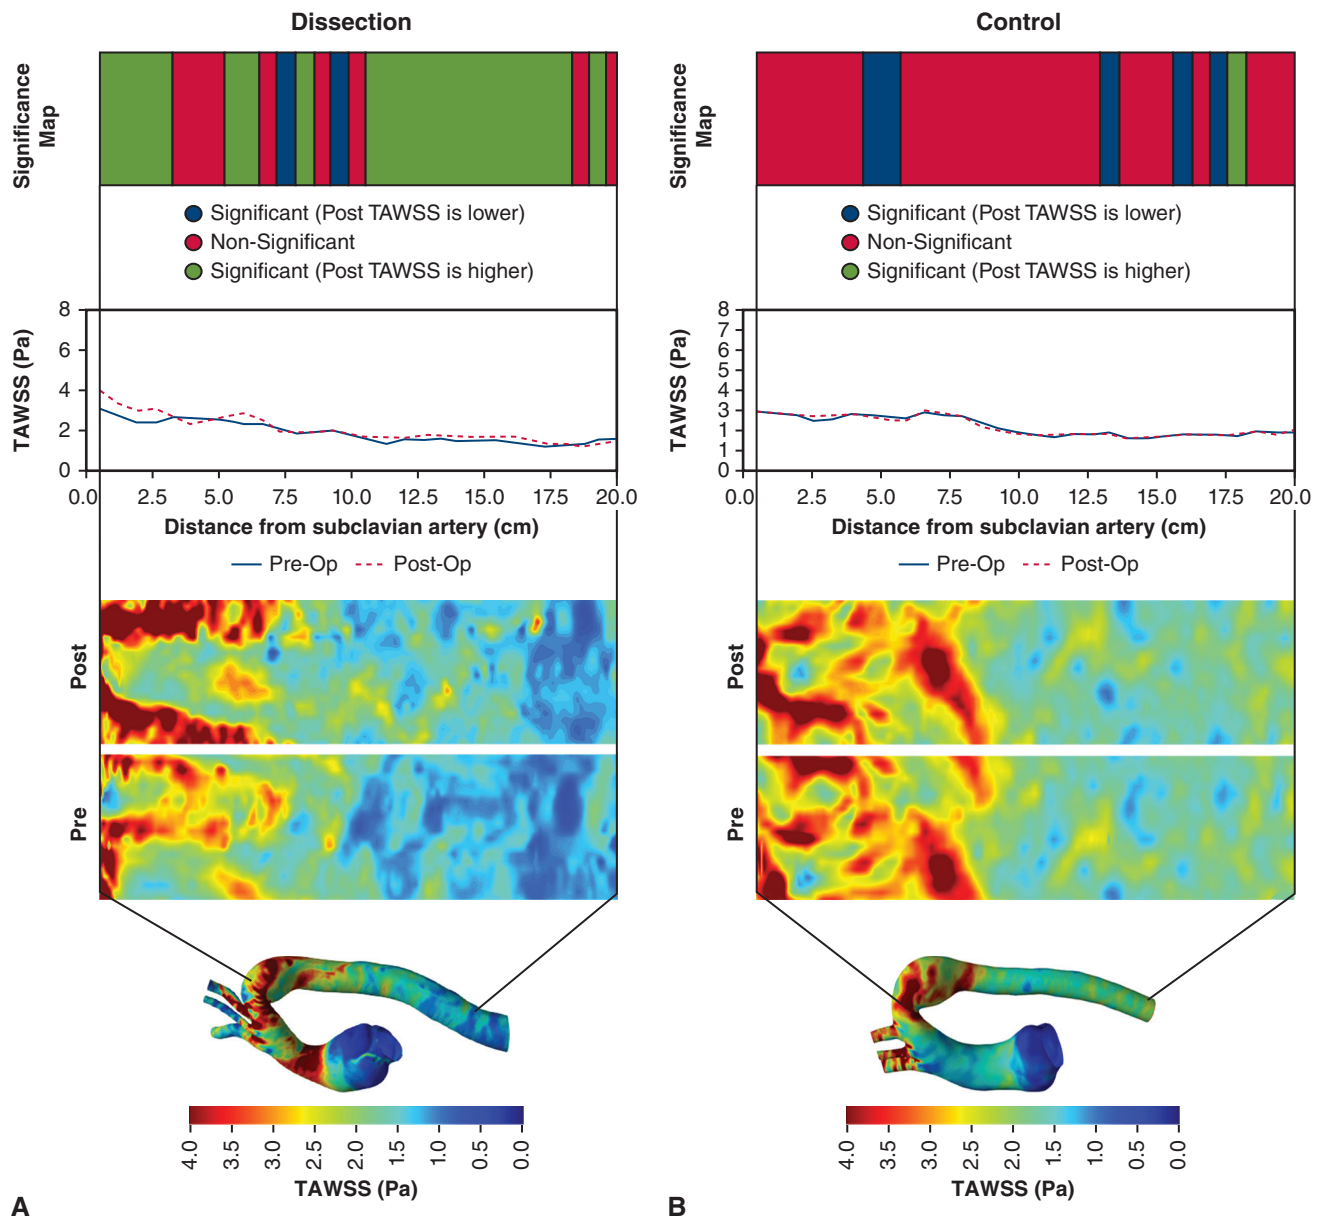 Dissection
Significance
Map
Significant (Post TAWSS is lower)
Non-Significant
Significant (Post TAWSS is higher)
TAWSS (Pa)
8
6
4
2
0
0.0 2.5 5.0 7.5 10.0 12.5 15.0 17.5 20.0
Distance from subclavian artery (cm)
Pre-Op Post-Op
Post
Pre
4.0 3.5 3.0 2.5 2.0 1.5 1.0 0.5 0.0
TAWSS (Pa)
A
Control
Significance
Map
Significant (Post TAWSS is lower)
Non-Significant
Significant (Post TAWSS is higher)
TAWSS (Pa)
8
7
6
5
4
3
1
1
0
0.0 2.5 5.0 7.5 10.0 12.5 15.0 17.5 20.0
Distance from subclavian artery (cm)
Pre-Op Post-Op
Post
Pre
4.0 3.5 3.0 2.5 2.0 1.5 1.0 0.5 0.0
TAWSS (Pa)
B